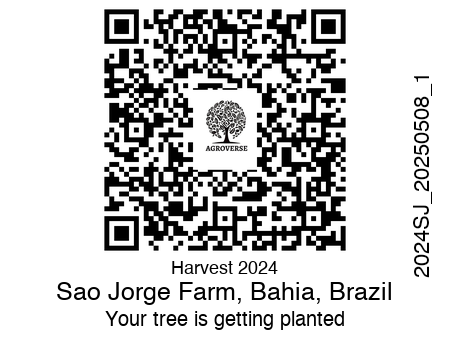 AGROVERSE
Harvest 2024
Sao Jorge Farm, Bahia, Brazil
Your tree is getting planted
2024SJ_20250508_1